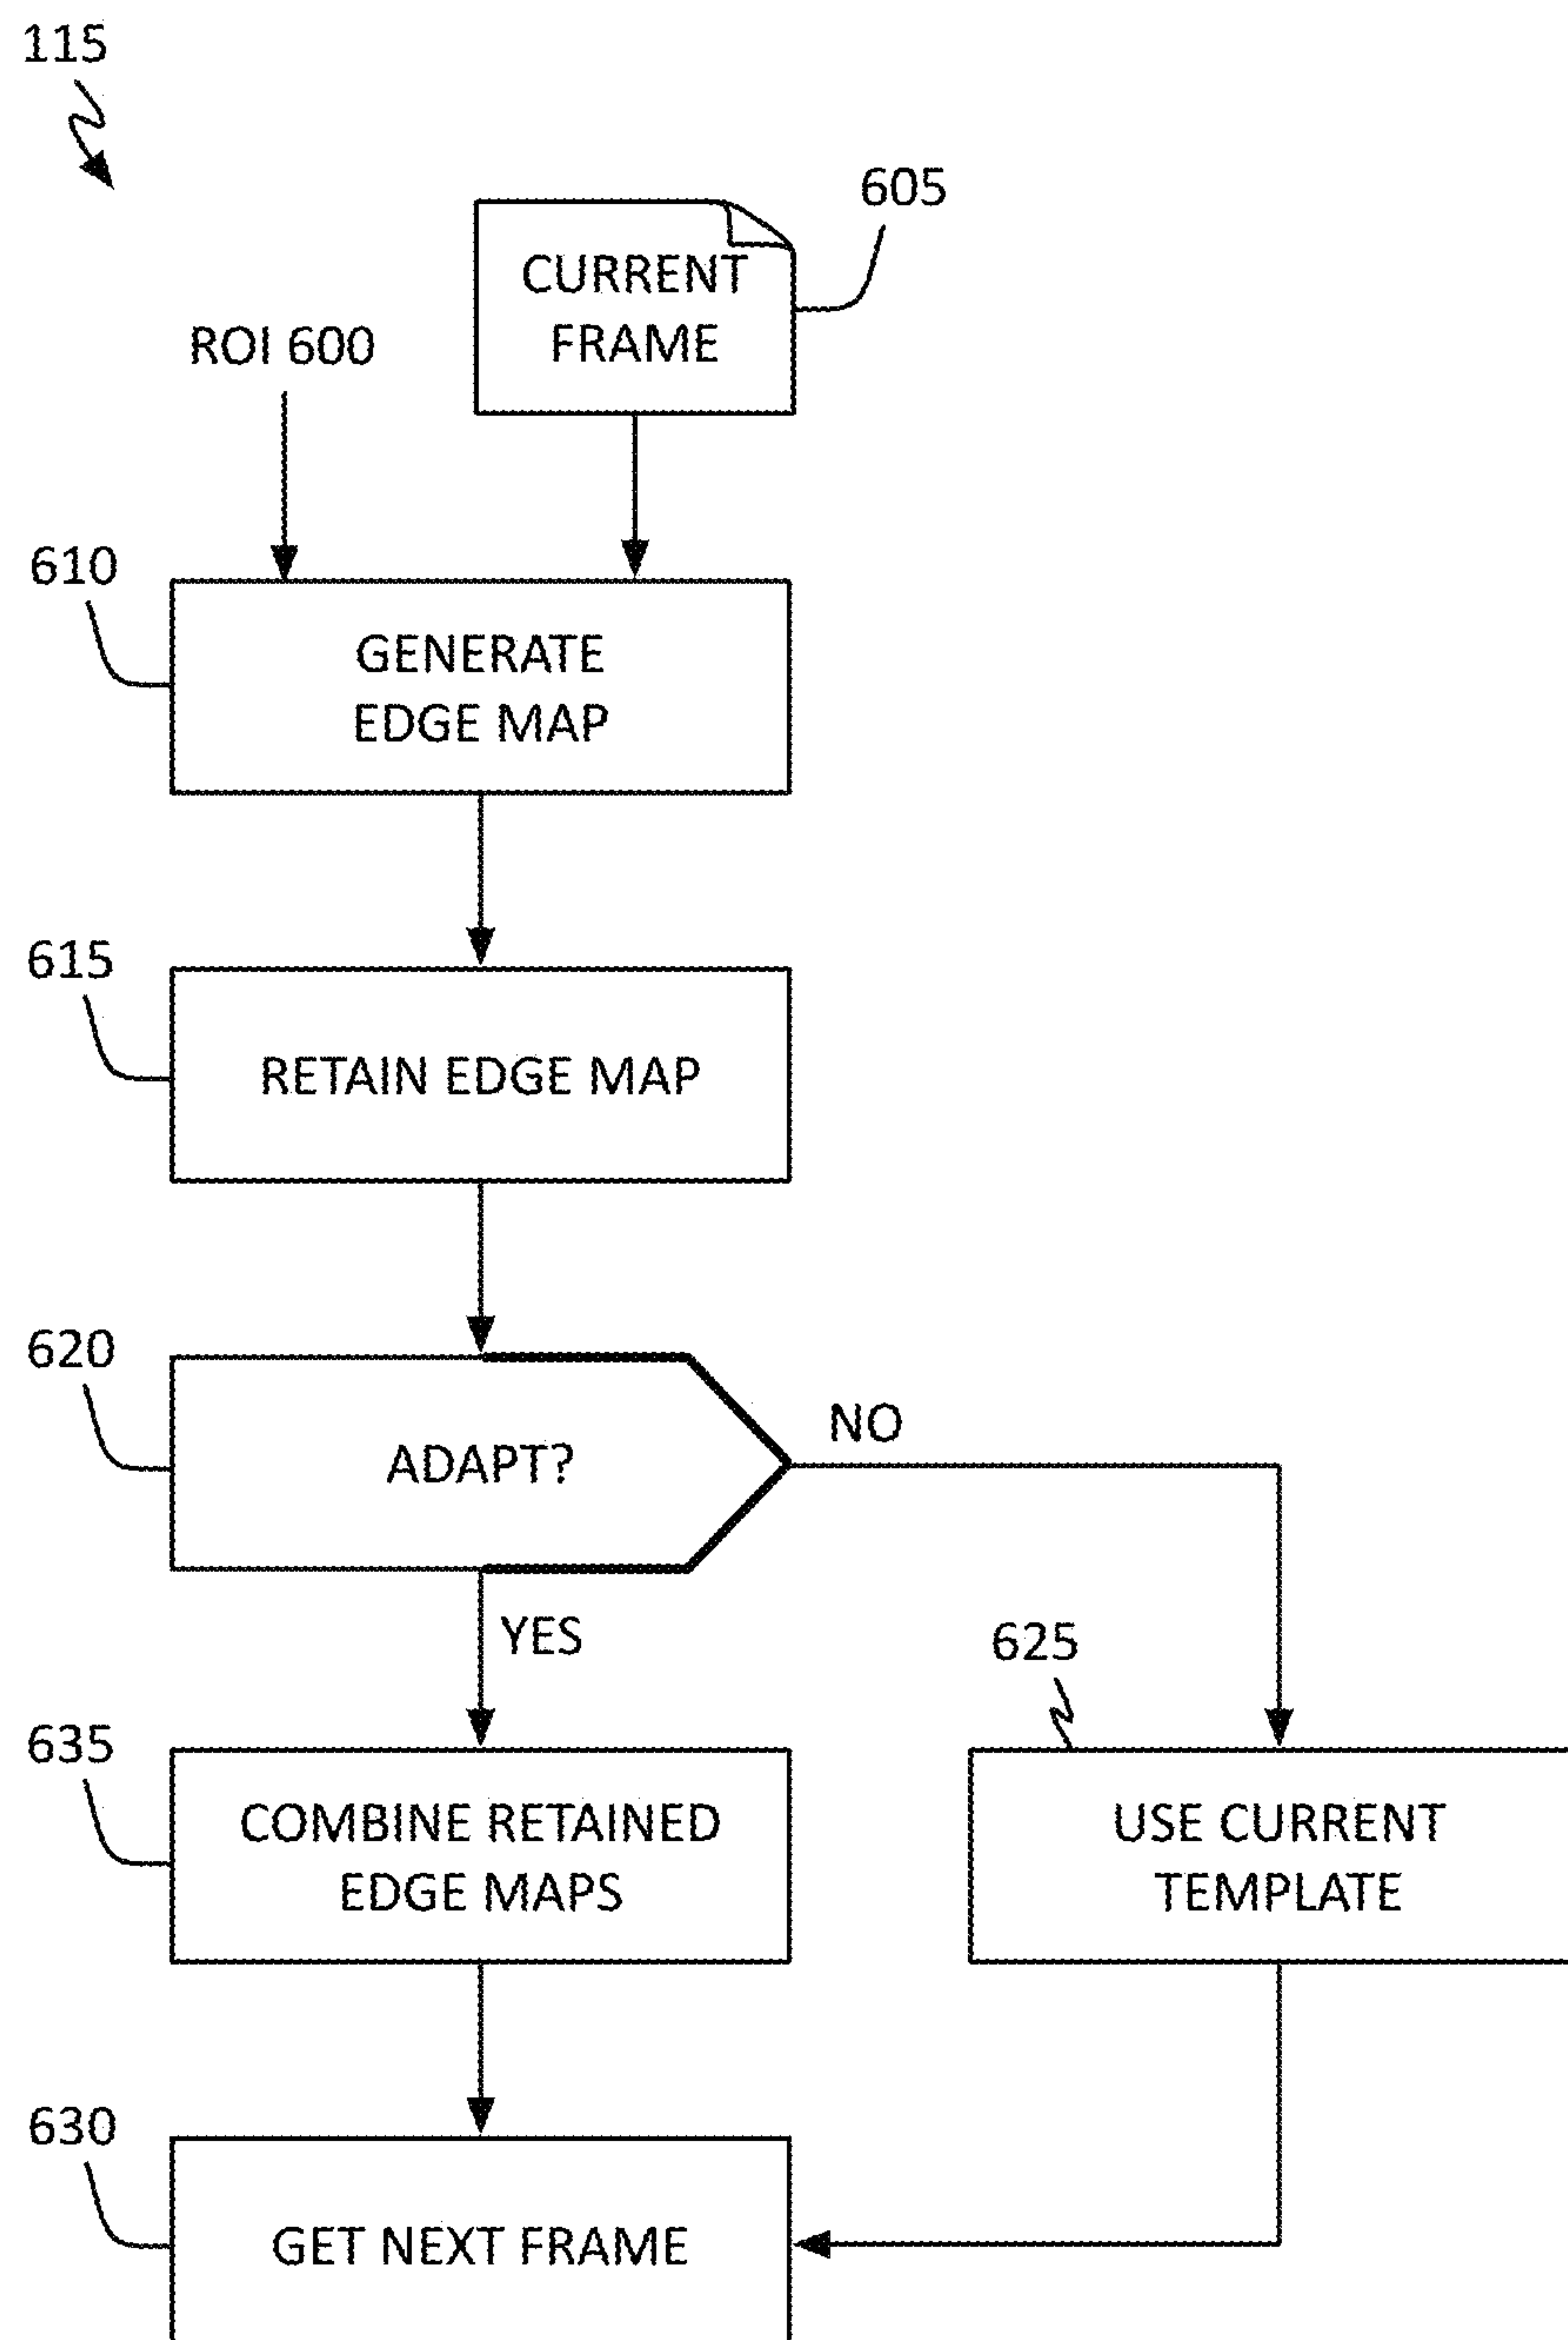 115
605
CURRENT
FRAME
ROI 600
610
GENERATE
EDGE MAP
615
RETAIN EDGE MAP
620
ADAPT?
NO
YES
625
635
COMBINE RETAINED
EDGE MAPS
USE CURRENT
TEMPLATE
630
GET NEXT FRAME